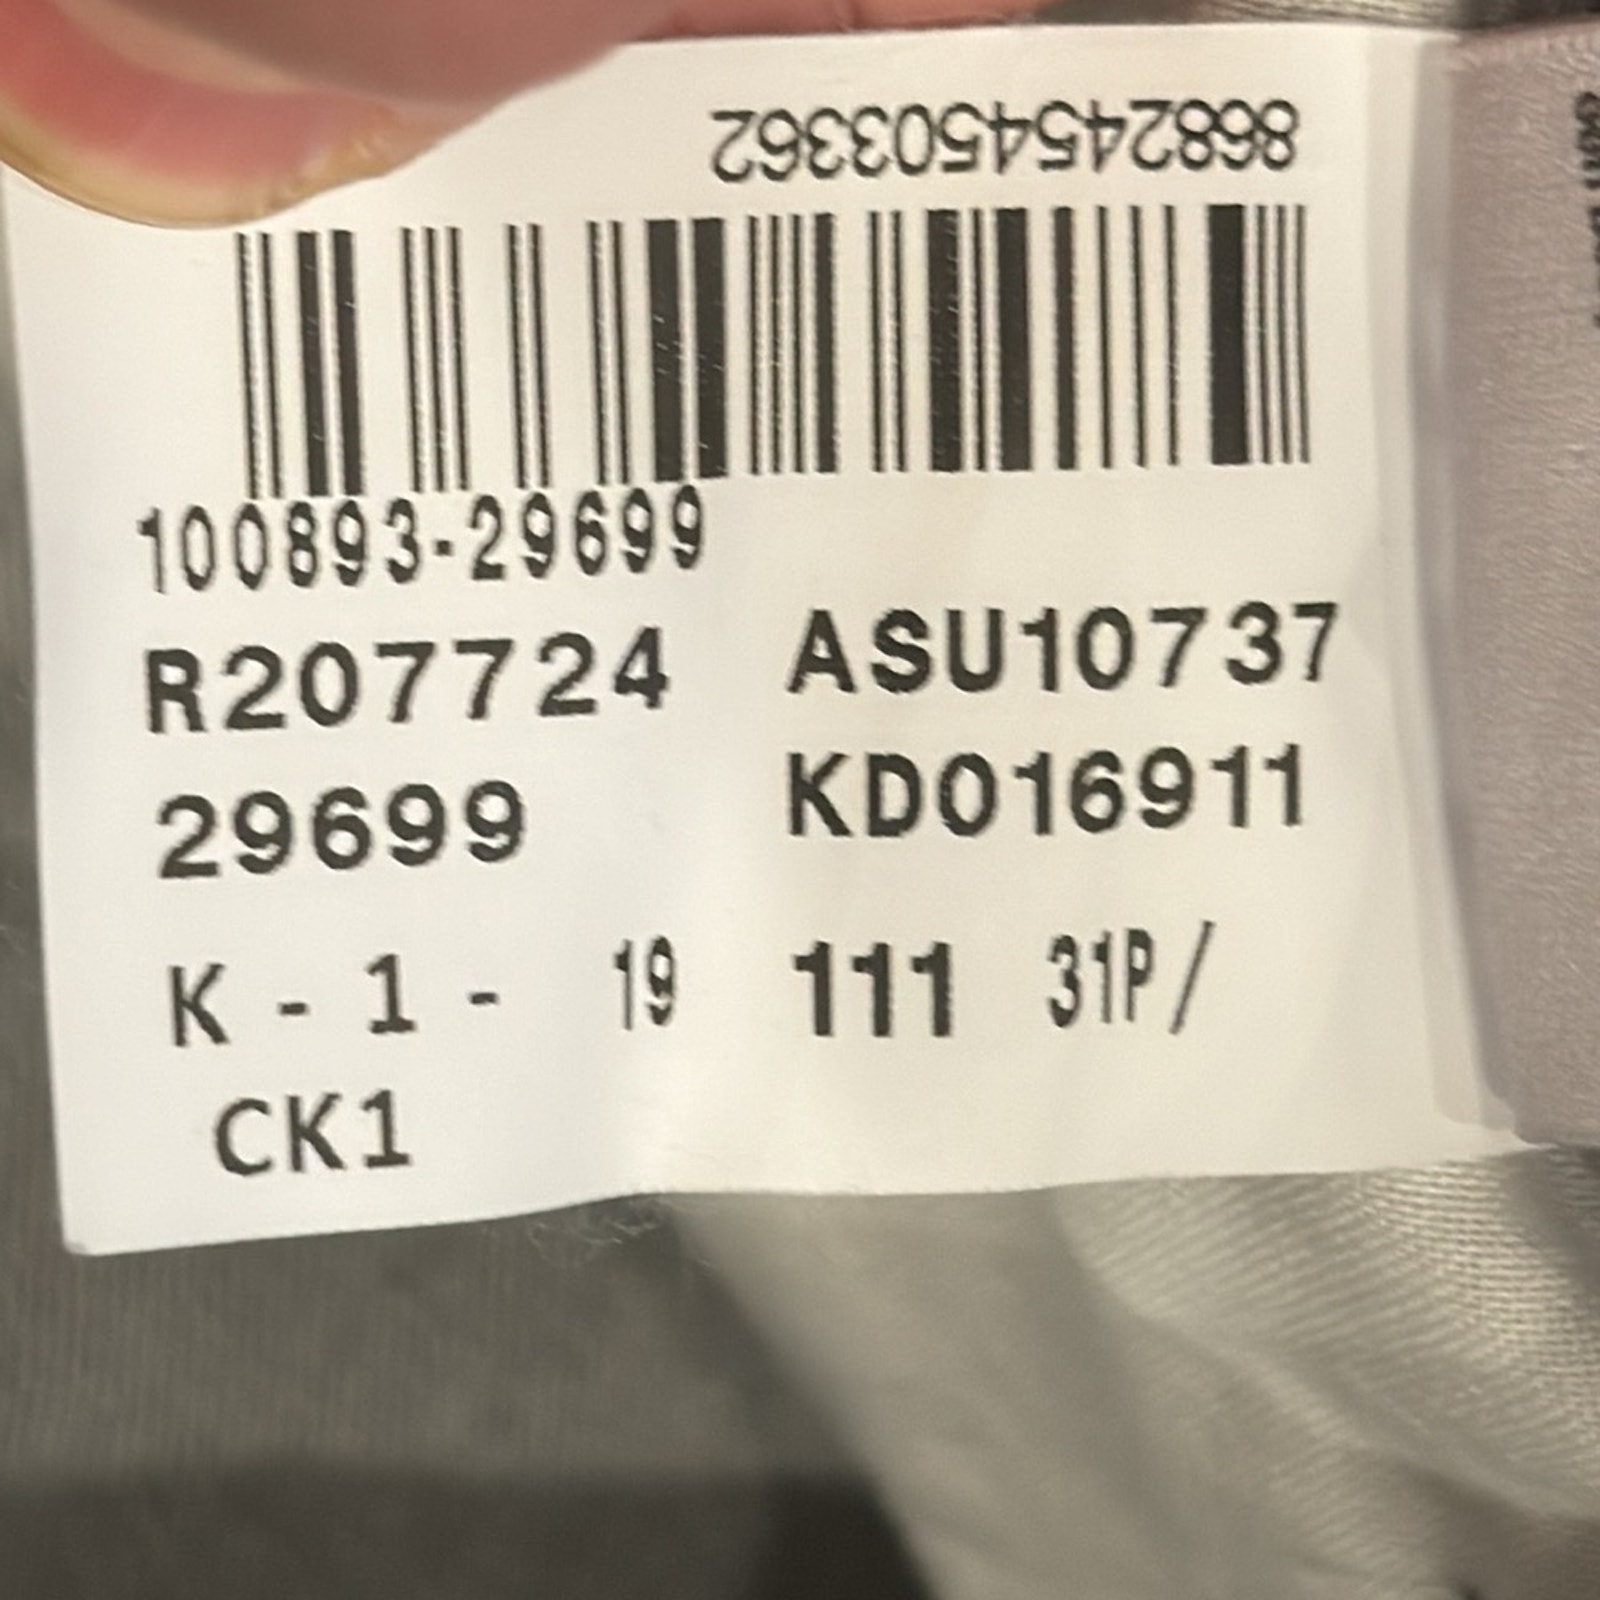 8682454503362
100893-29699
R207724 ASU10737
29699 KD016911
K - 1 - 19 111 31P/
CK1